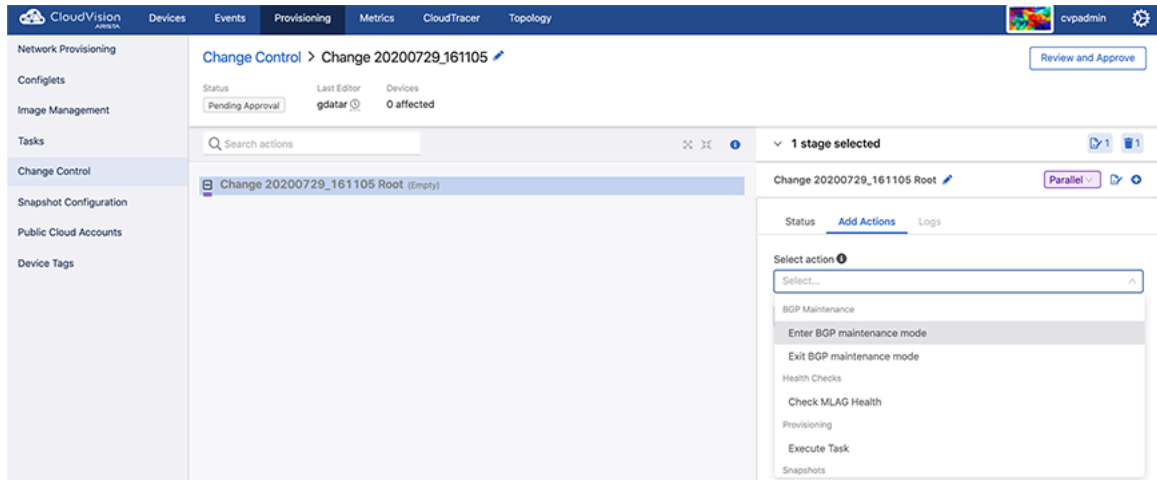 CloudVision Devices Events Provisioning Metrics CloudTracer Topology cvpadmin
ARISTA
Network Provisioning
Configlets
Image Management
Tasks
Change Control
Snapshot Configuration
Public Cloud Accounts
Device Tags
Change Control > Change 20200729_161105
Review and Approve
Status Last Editor Devices
Pending Approval gdatar 0 affected
Search actions
Change 20200729_161105 Root (Empty)
1 stage selected 1 1
Change 20200729_161105 Root Parallel
Status Add Actions Logs
Select action
Select...
BGP Maintenance
Enter BGP maintenance mode
Exit BGP maintenance mode
Health Checks
Check MLAG Health
Provisioning
Execute Task
Snapshots